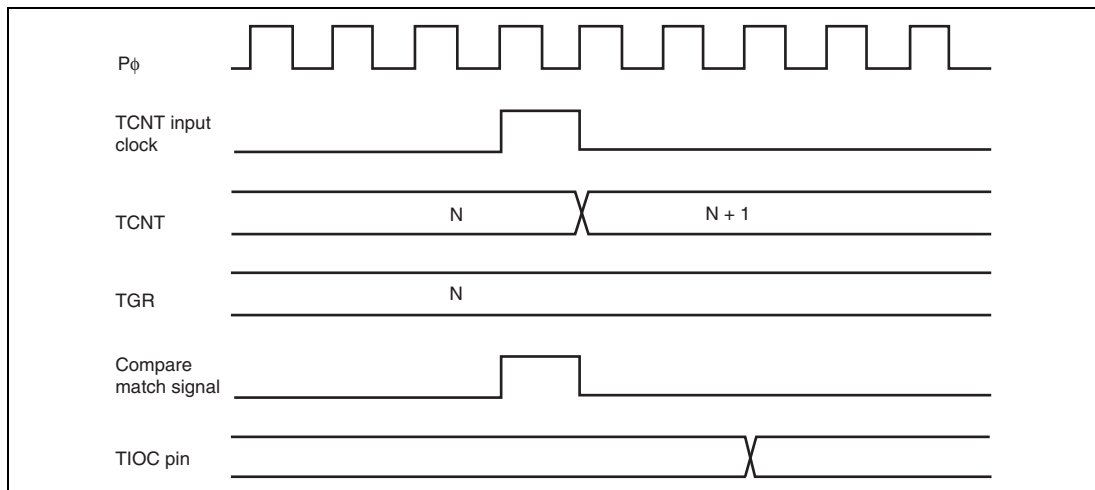 Pϕ
TCNT input
clock
TCNT
N
N + 1
TGR
N
Compare
match signal
TIOC pin